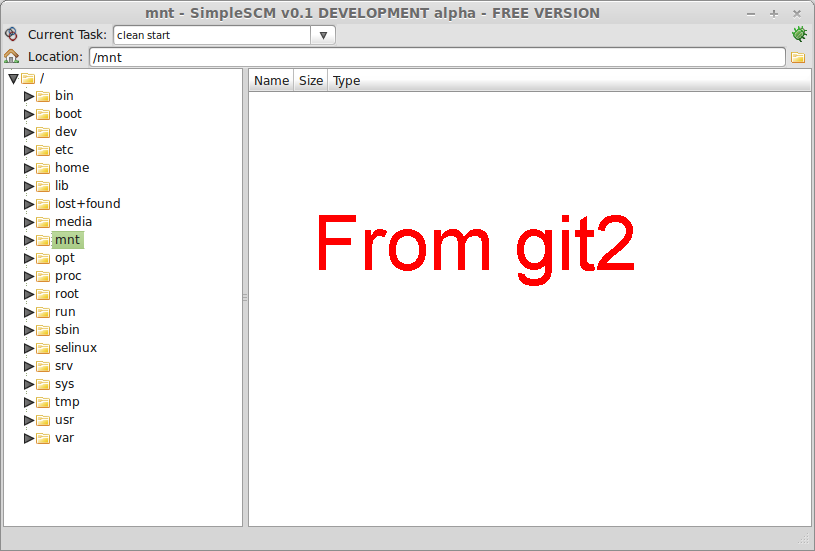 mnt - SimpleSCM v0.1 DEVELOPMENT alpha - FREE VERSION
Current Task: clean start
Location: /mnt
/
bin
boot
dev
etc
home
lib
lost+found
media
mnt
opt
proc
root
run
sbin
selinux
srv
sys
tmp
usr
var
Name Size Type
From git2